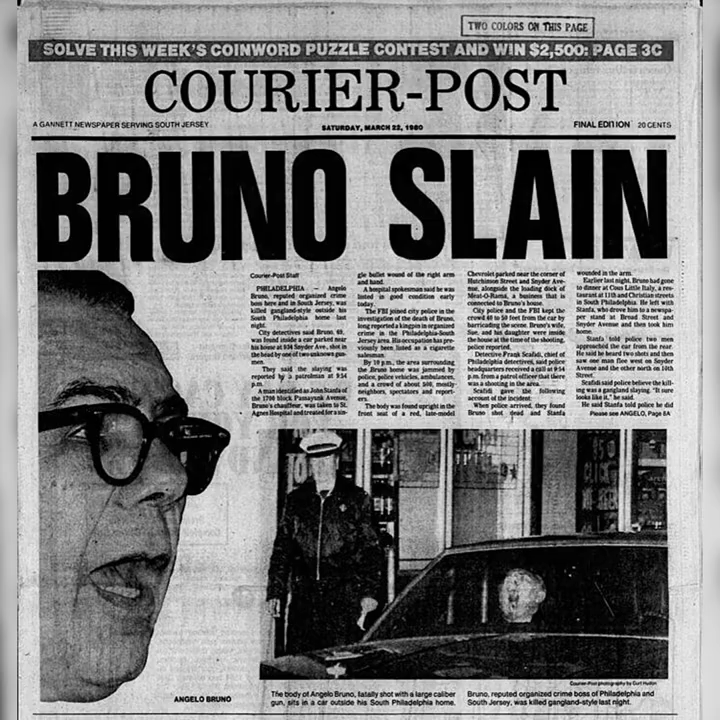 TWO COLORS ON THIS PAGE
SOLVE THIS WEEK'S COINWORD PUZZLE CONTEST AND WIN $2,500: PAGE 3C
COURIER-POST
A GANNETT NEWSPAPER SERVING SOUTH JERSEY
SATURDAY, MARCH 22, 1980
FINAL EDITION 20 CENTS
BRUNO SLAIN
Courier-Post Staff
PHILADELPHIA — Angelo
Bruno, reputed organized crime
boss here and in South Jersey, was
killed gangland-style outside his
South Philadelphia home last
night.
City detectives said Bruno, 69,
was found inside a car parked near
his house at 934 Snyder Ave., shot in
the head by one of two unknown gun-
men.
They said the slaying was
reported by a patrolman at 9:54
p.m.
A man identified as John Stanfa of
the 1700 block Passayunk Avenue,
Bruno's chauffeur, was taken to St.
Agnes Hospital and treated for a sin-
gle bullet wound of the right arm
and hand.
A hospital spokesman said he was
listed in good condition early
today.
The FBI joined city police in the
investigation of the death of Bruno,
long reported a kingpin in organized
crime in the Philadelphia-South
Jersey area. His occupation has pre-
viously been listed as a cigarette
salesman.
By 10 p.m., the area surrounding
the Bruno home was jammed by
police, police vehicles, ambulances,
and a crowd of about 500, mostly
neighbors, spectators and report-
ers.
The body was found upright in the
front seat of a red, late-model
Chevrolet parked near the corner of
Hutchinson Street and Snyder Ave-
nue, alongside the loading dock of
Meat-O-Rama, a business that is
connected to Bruno's house.
City police and the FBI kept the
crowd 40 to 50 feet from the car by
barricading the scene. Bruno's wife,
Sue, and his daughter were inside
the house at the time of the shooting,
police reported.
Detective Frank Scafidi, chief of
Philadelphia detectives, said police
headquarters received a call at 9:54
p.m. from a patrol officer that there
was a shooting in the area.
Scafidi gave the following
account of the incident:
When police arrived, they found
Bruno shot dead and Stanfa
wounded in the arm.
Earlier last night, Bruno had gone
to dinner at Cous Little Italy, a res-
taurant at 11th and Christian streets
in South Philadelphia. He left with
Stanfa, who drove him to a newspa-
per stand at Broad Street and
Snyder Avenue and then took him
home.
Stanfa told police two men
approached the car from the rear.
He said he heard two shots and then
saw one man flee west on Snyder
Avenue and the other north on 10th
Street.
Scafidi said police believe the kill-
ing was a gangland slaying. "It sure
looks like it," he said.
He said Stanfa told police he did
Please see ANGELO, Page 8A
Courier-Post photography by Curt Hudson
ANGELO BRUNO
The body of Angelo Bruno, fatally shot with a large caliber
gun, sits in a car outside his South Philadelphia home.
Bruno, reputed organized crime boss of Philadelphia and
South Jersey, was killed gangland-style last night.